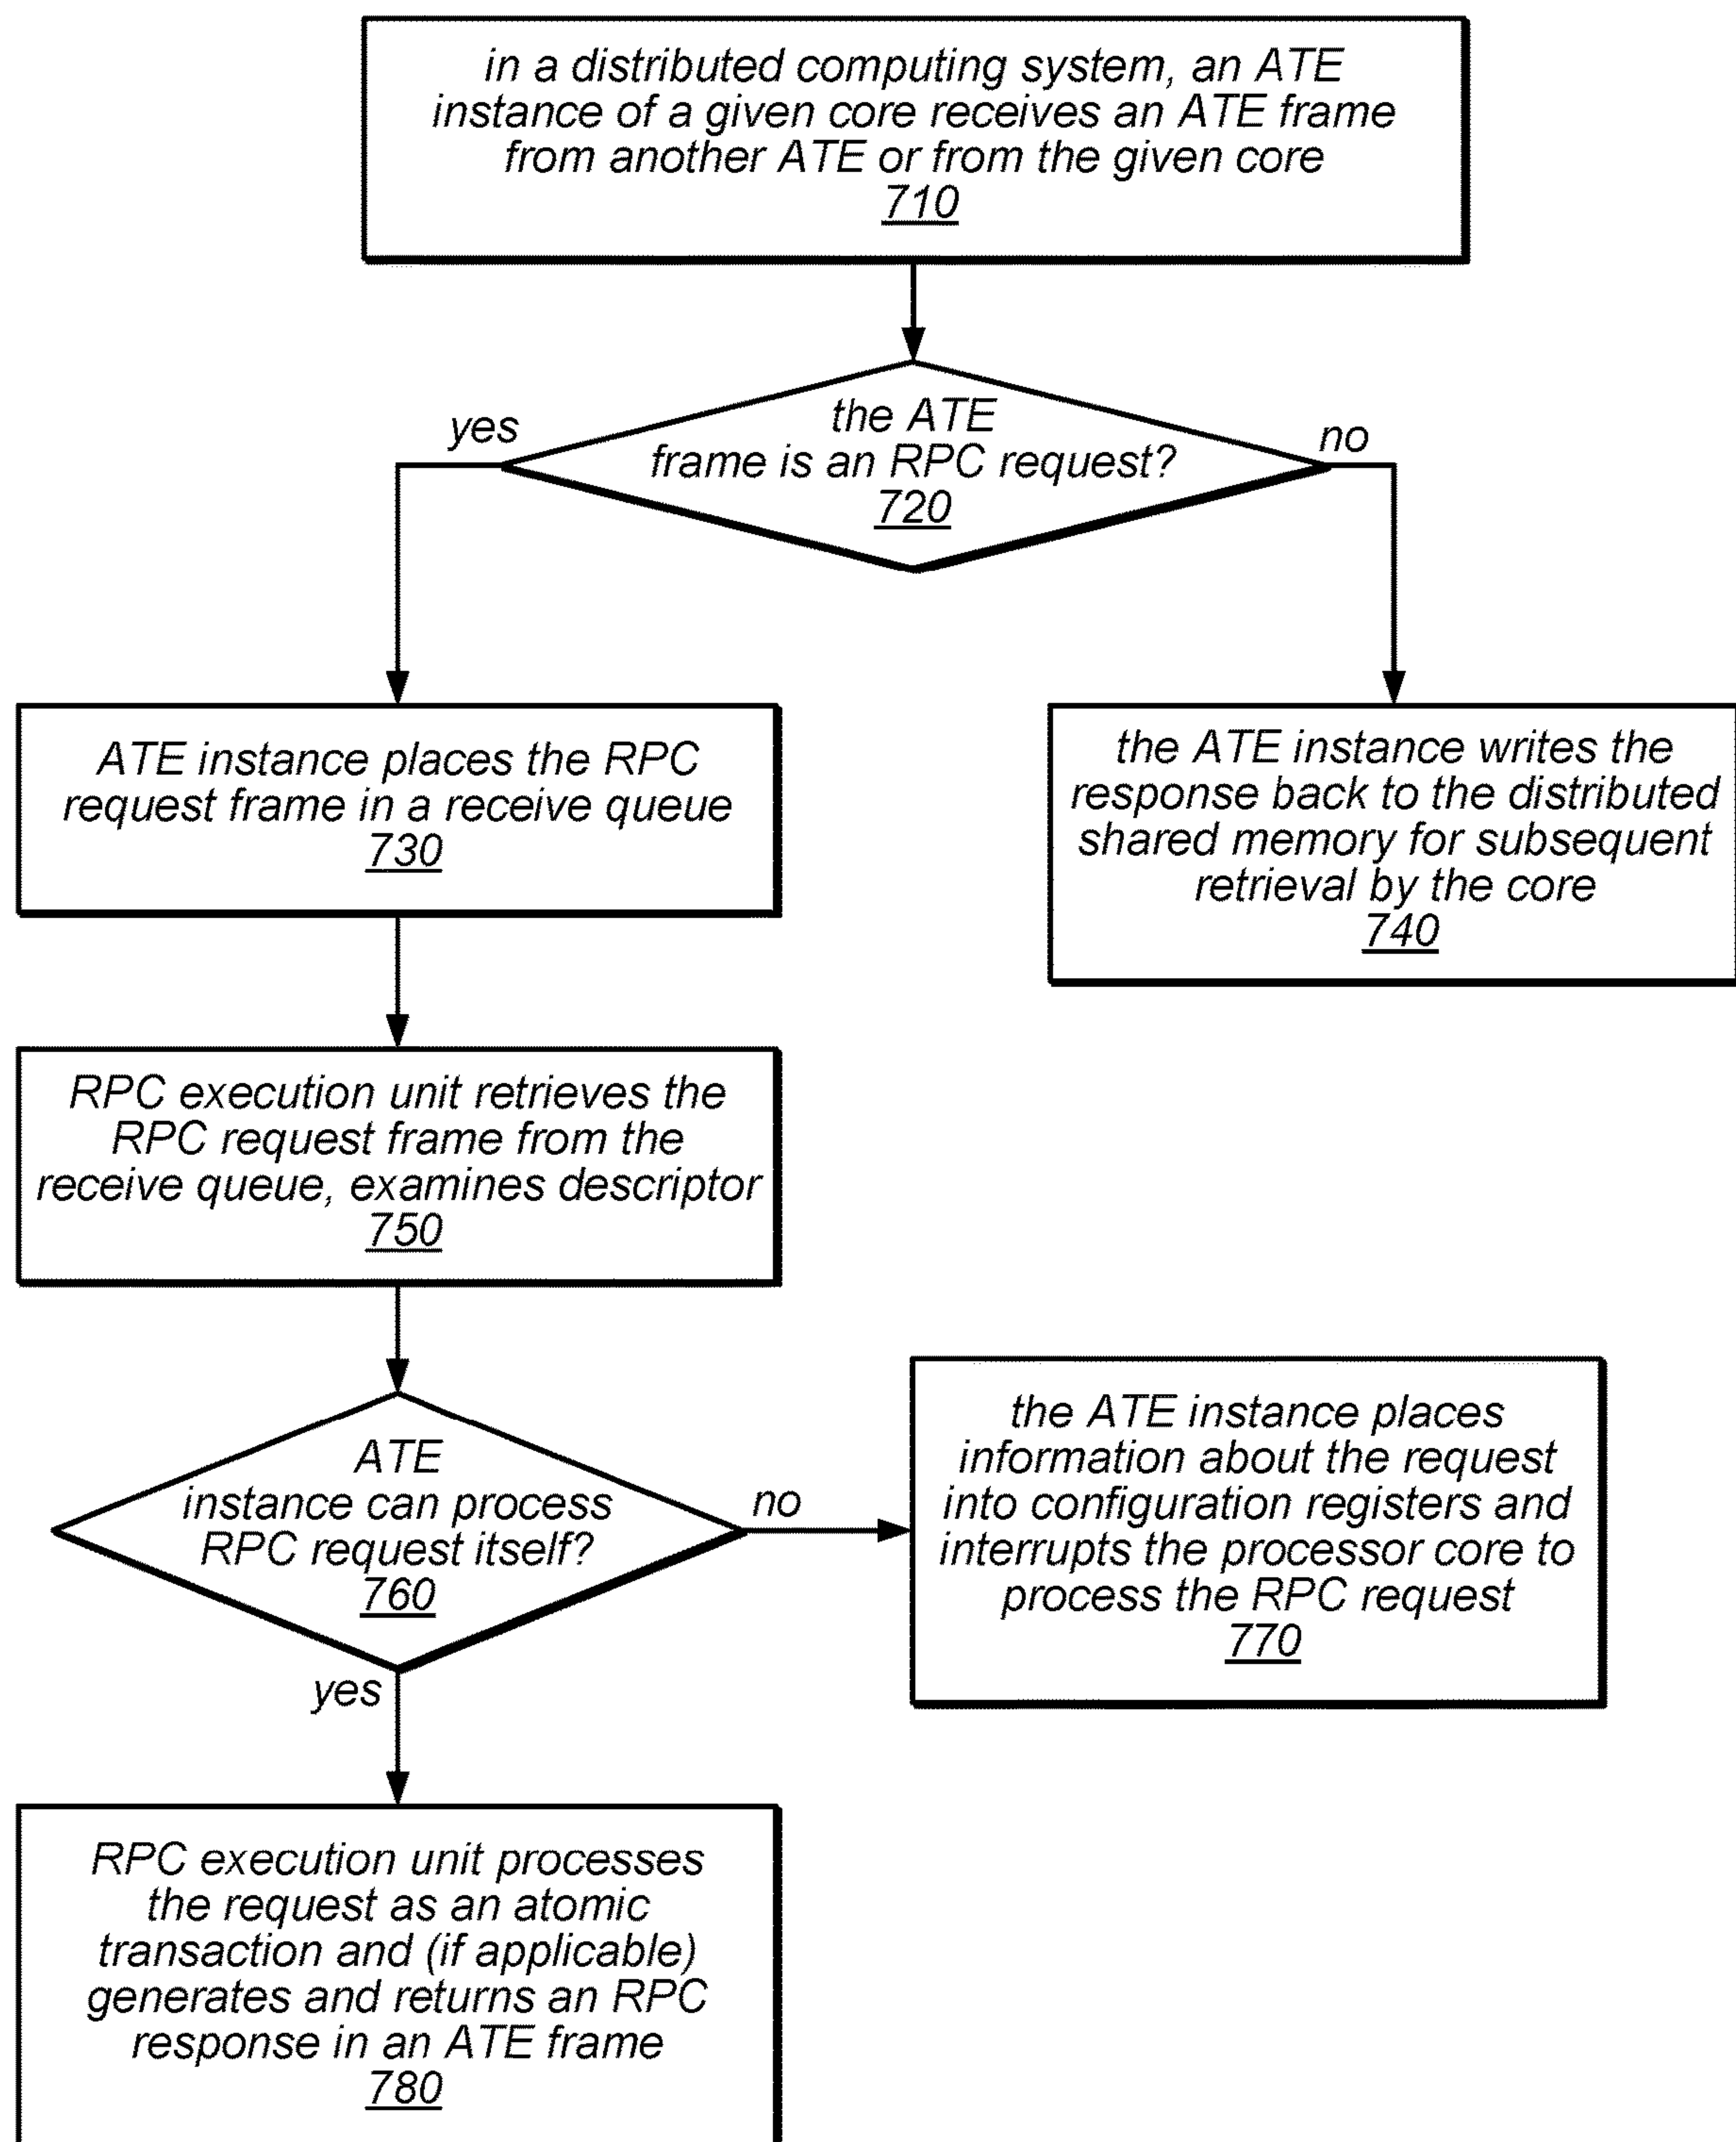 in a distributed computing system, an ATE
instance of a given core receives an ATE frame
from another ATE or from the given core
710
the ATE
frame is an RPC request?
720
yes
no
ATE instance places the RPC
request frame in a receive queue
730
the ATE instance writes the
response back to the distributed
shared memory for subsequent
retrieval by the core
740
RPC execution unit retrieves the
RPC request frame from the
receive queue, examines descriptor
750
ATE
instance can process
RPC request itself?
760
no
yes
the ATE instance places
information about the request
into configuration registers and
interrupts the processor core to
process the RPC request
770
RPC execution unit processes
the request as an atomic
transaction and (if applicable)
generates and returns an RPC
response in an ATE frame
780